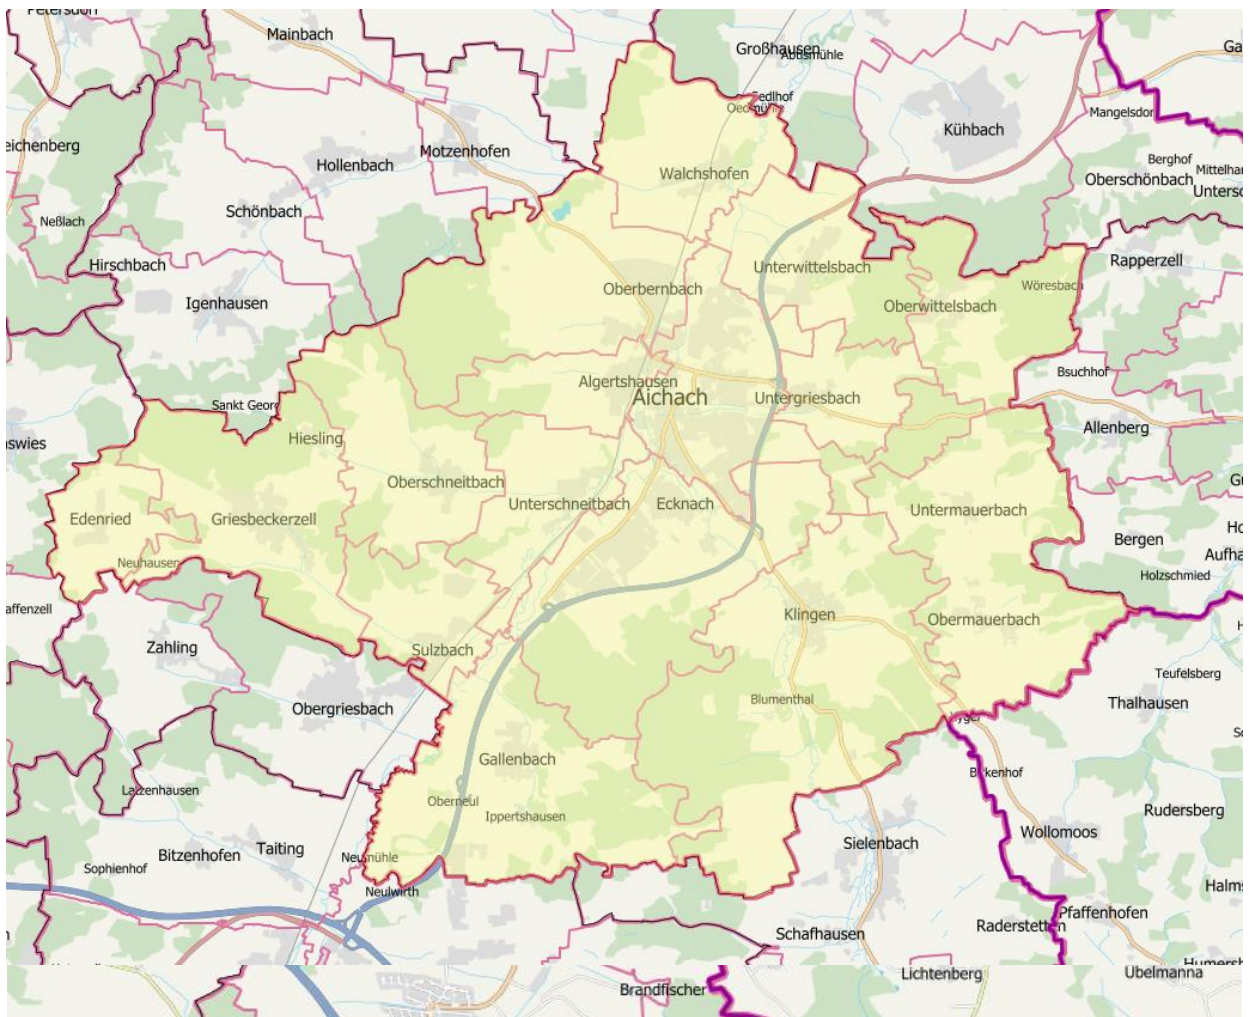 Petersdorf
Mainbach
Großhausen
Kühbach
Mangelsdorf
Motzenhofen
Hollenbach
Walchshofen
Berghof
Oberschönbach
Neßlach
Schönbach
Hirschbach
Unterwittelsbach
Rapperzell
Igenhausen
Oberbernbach
Oberwittelsbach
Wöresbach
Bsuchhof
Algertshausen
Aichach
Untergriesbach
Sankt Georg
Allenberg
Hiesling
Oberschneitbach
Unterschneitbach
Ecknach
Edenried
Griesbeckerzell
Untermauerbach
Bergen
Neuhausen
Holzschmied
Klingen
Obermauerbach
Zahling
Sulzbach
Teufelsberg
Obergriesbach
Blumenthal
Thalhausen
Gallenbach
Birkenhof
Oberneul
Ippertshausen
Rudersberg
Wollomoos
Bitzenhofen
Taiting
Sielenbach
Sophienhof
Neumühle
Neulwirth
Pfaffenhofen
Raderstetten
Schafhausen
Lichtenberg
Ubelmanna
Brandfischer